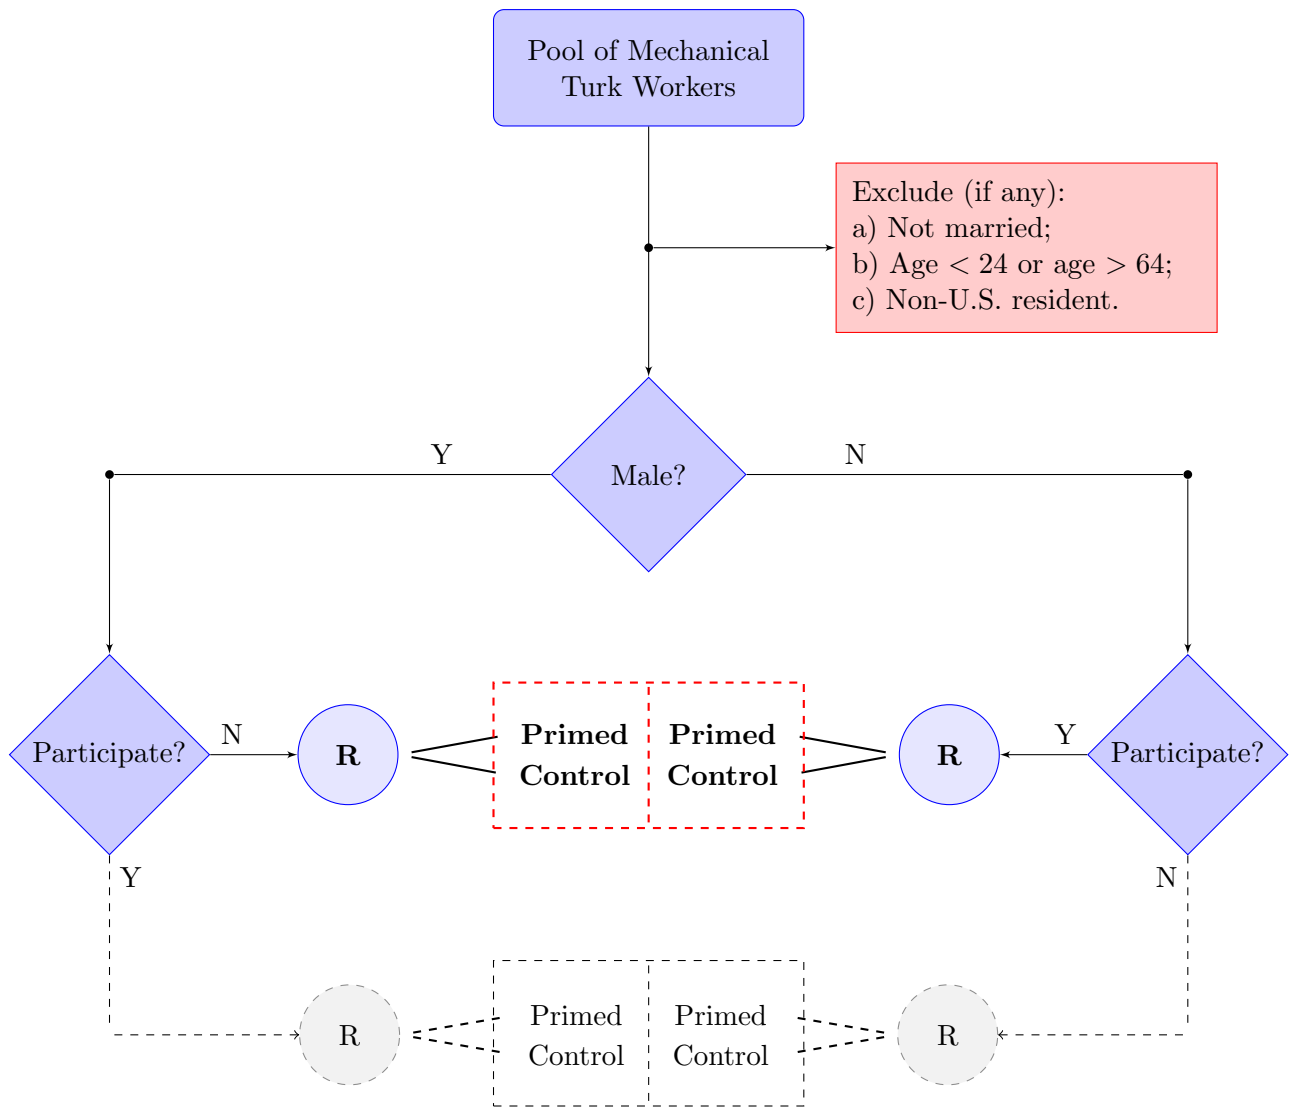 Pool of Mechanical
Turk Workers
Exclude (if any):
a) Not married;
b) Age < 24 or age > 64;
c) Non-U.S. resident.
Y
Male?
N
Participate?
N
R
Primed
Control
Primed
Control
R
Y
Participate?
Y
N
R
Primed
Control
Primed
Control
R